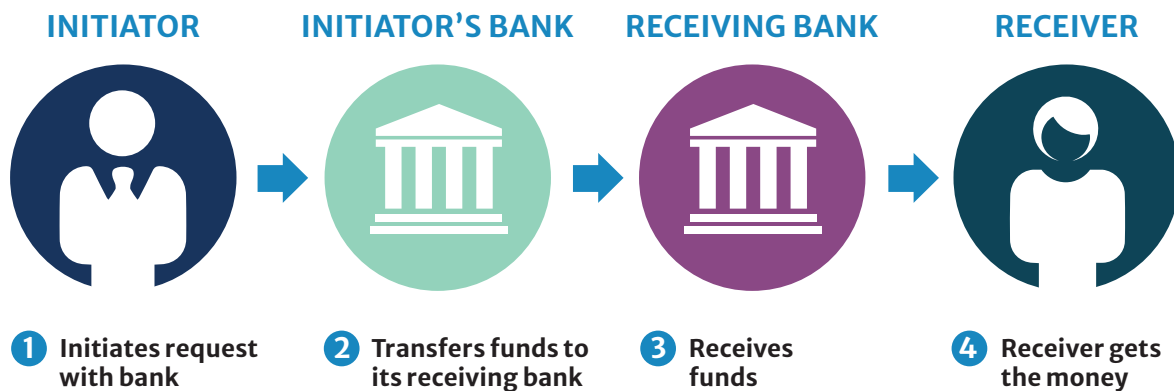 INITIATOR
INITIATOR’S BANK
RECEIVING BANK
RECEIVER
1 Initiates request
with bank
2 Transfers funds to
its receiving bank
3 Receives
funds
4 Receiver gets
the money